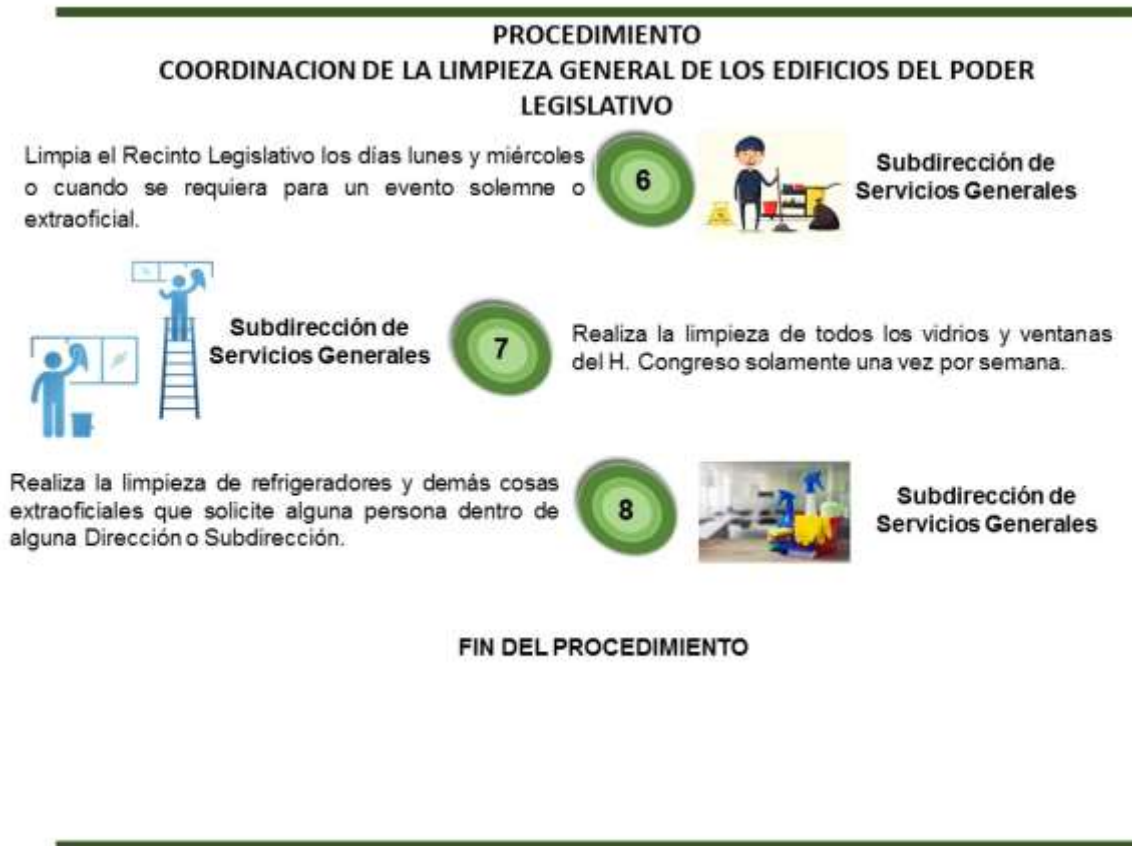 PROCEDIMIENTO
COORDINACION DE LA LIMPIEZA GENERAL DE LOS EDIFICIOS DEL PODER
LEGISLATIVO
Limpia el Recinto Legislativo los días lunes y miércoles
o cuando se requiera para un evento solemne o
extraoficial.
6
Subdirección de
Servicios Generales
Subdirección de
Servicios Generales
7
Realiza la limpieza de todos los vidrios y ventanas
del H. Congreso solamente una vez por semana.
Realiza la limpieza de refrigeradores y demás cosas
extraoficiales que solicite alguna persona dentro de
alguna Dirección o Subdirección.
8
Subdirección de
Servicios Generales
FIN DEL PROCEDIMIENTO